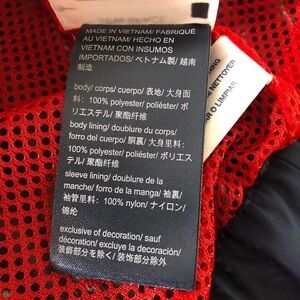 MADE IN VIETNAM/ FABRIQUÉ
AU VIETNAM/ HECHO EN
VIETNAM CON INSUMOS
IMPORTADOS/ ベトナム製/ 越南
制造
body/ corps/ cuerpo/ 表地/ 大身面
料: 100% polyester/ poliéster/ ポ
リエステル/ 聚酯纤维
body lining/ doublure du corps/
forro del cuerpo/ 胴裏/ 大身里料:
100% polyester/ poliéster/ ポリエス
テル/ 聚酯纤维
sleeve lining/ doublure de la
manche/ forro de la manga/ 袖裏/
袖管里料: 100% nylon/ ナイロン/
锦纶
exclusive of decoration/ sauf
décoration/ excluye la decoración/
装飾部分を除く/ 装饰部分除外
NETTOYER
O LIMPIAR